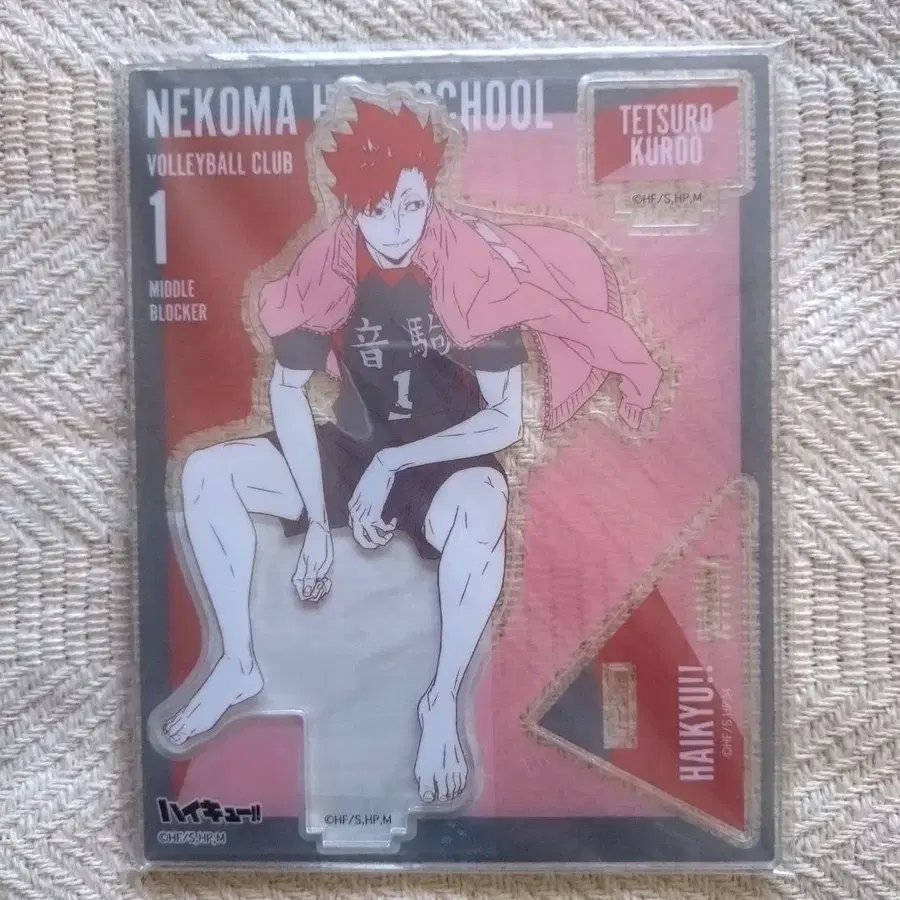 NEKOMA H SCHOOL
VOLLEYBALL CLUB
1
MIDDLE
BLOCKER
TETSURO
KUROO
©HF/S,HP,M
音駒
1
HAIKYU!!
©HF/S,HP,M
ハイキュー!!
©HF/S,HP,M
©HF/S,HP,M